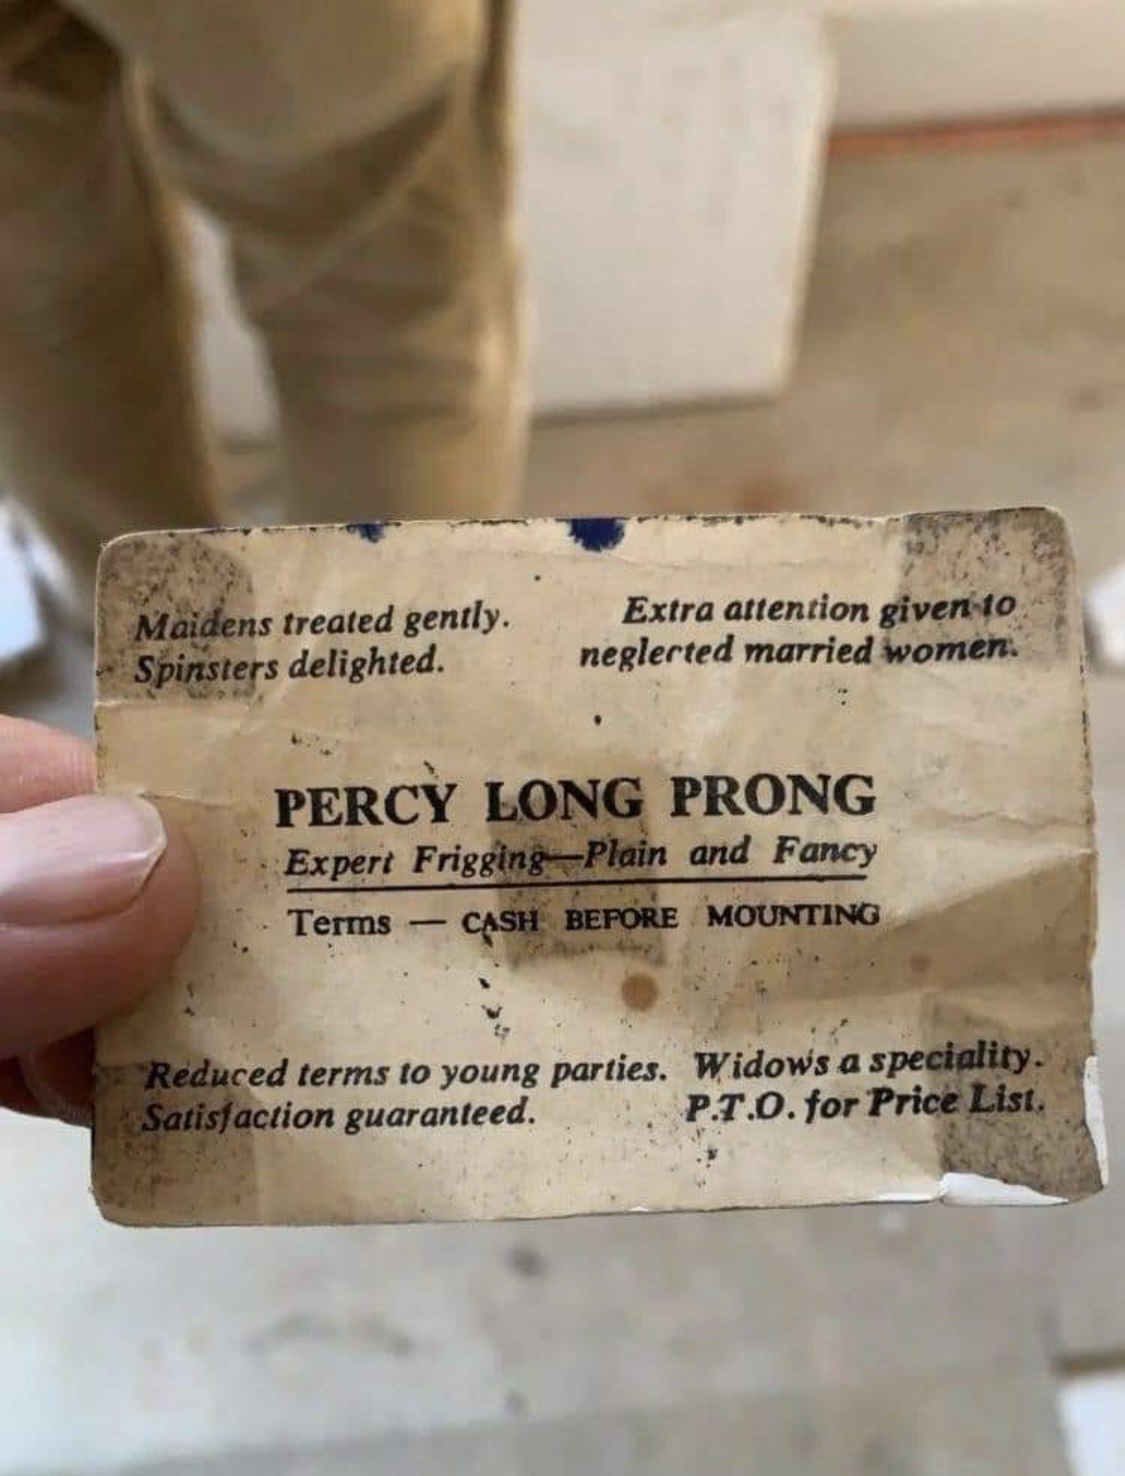 Maidens treated gently.
Spinsters delighted.
Extra attention given to
neglected married women.
PERCY LONG PRONG
Expert Frigging—Plain and Fancy
Terms — CASH BEFORE MOUNTING
Reduced terms to young parties.
Satisfaction guaranteed.
Widows a speciality.
P.T.O. for Price List.